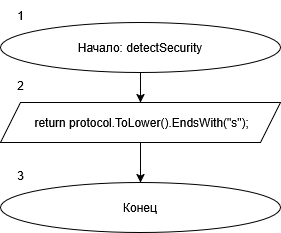 1
Начало: detectSecurity
2
return protocol.ToLower().EndsWith("s");
3
Конец